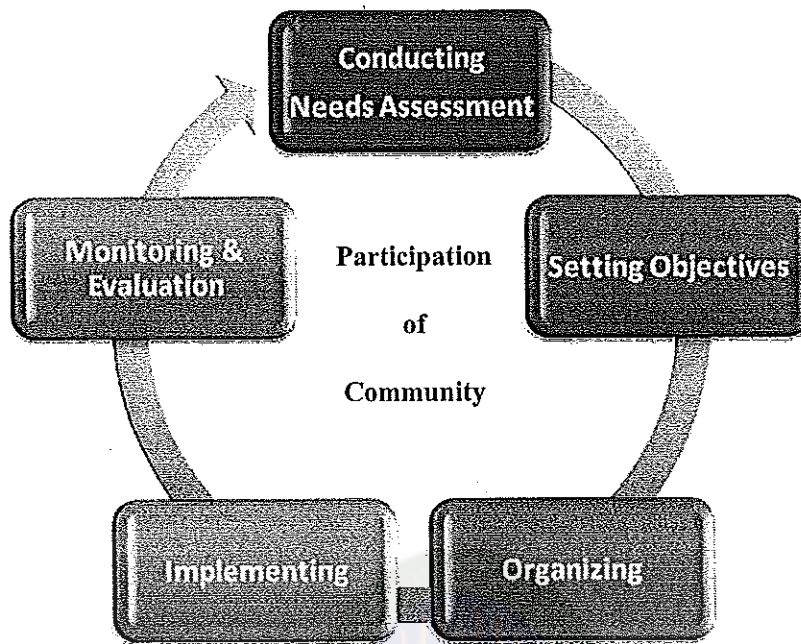 Conducting
Needs Assessment
Setting Objectives
Organizing
Implementing
Monitoring &
Evaluation
Participation
of
Community